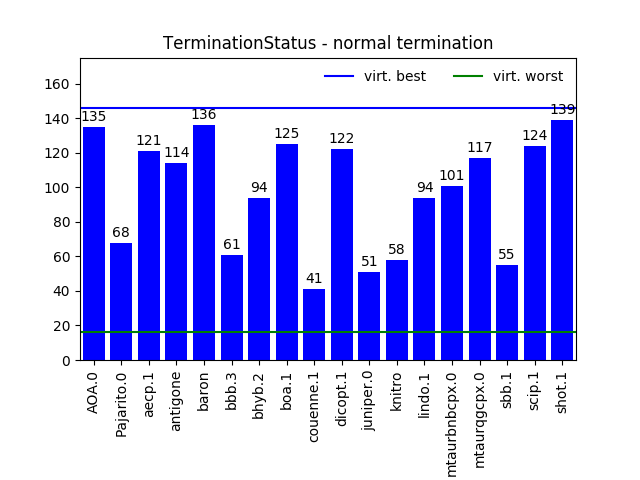 TerminationStatus - normal termination
virt. best
virt. worst
160
140
120
100
80
60
40
20
0
135
68
121
114
136
61
94
125
41
122
51
58
94
101
117
55
124
139
AOA.0
Pajarito.0
aecp.1
antigone
baron
bbb.3
bhyb.2
boa.1
couenne.1
dicopt.1
juniper.0
knitro
lindo.1
mtaurbnbcpx.0
mtaurqgcpx.0
sbb.1
scip.1
shot.1